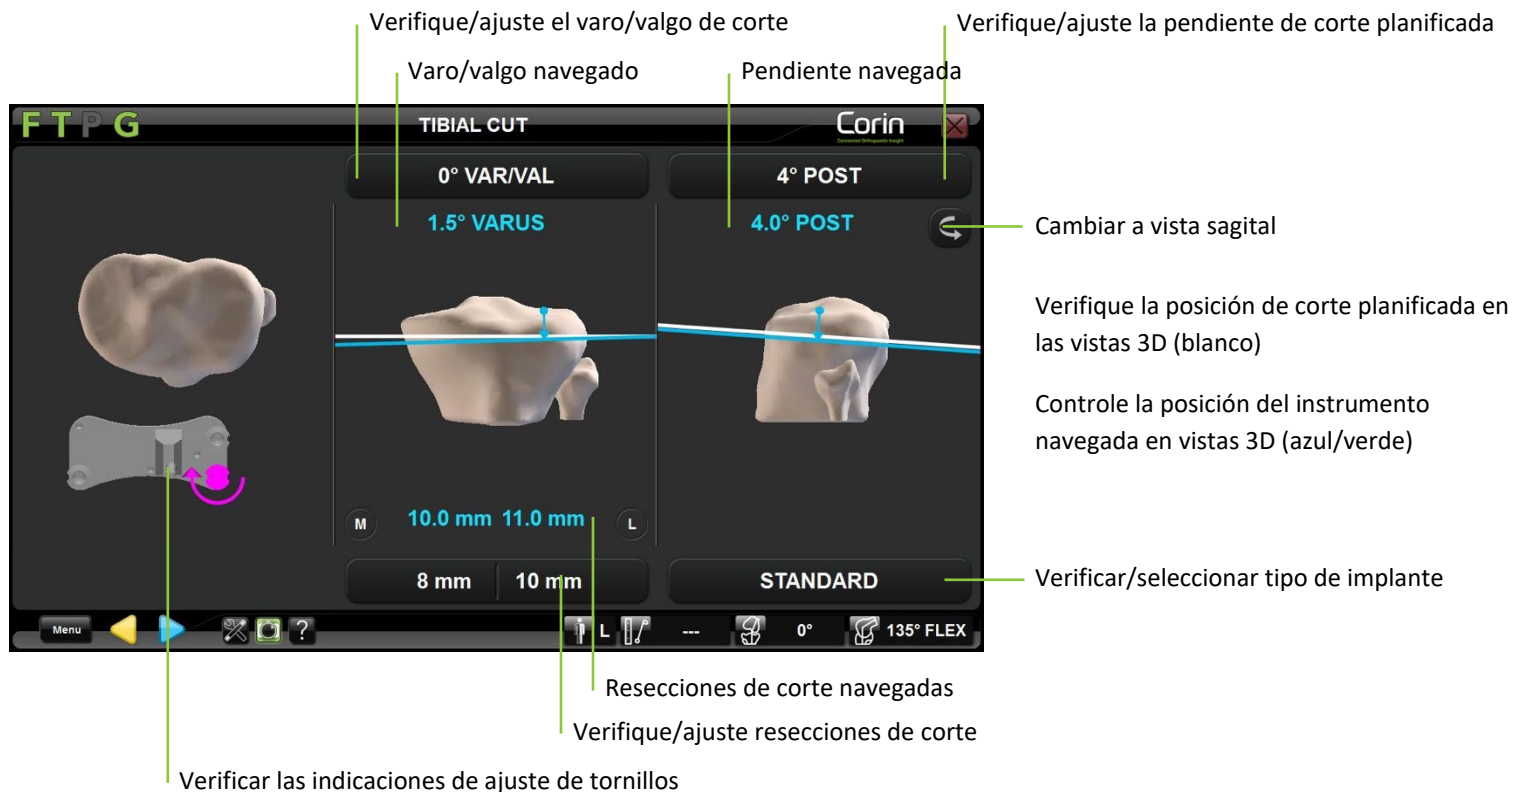 Verifique/ajuste el varo/valgo de corte
Verifique/ajuste la pendiente de corte planificada
Varo/valgo navegado
Pendiente navegada
F T P G
TIBIAL CUT
Corin
Connected Orthopaedic Insight
0° VAR/VAL
4° POST
1.5° VARUS
4.0° POST
Cambiar a vista sagital
Verifique la posición de corte planificada en
las vistas 3D (blanco)
Controle la posición del instrumento
navegada en vistas 3D (azul/verde)
M
10.0 mm 11.0 mm
L
8 mm
10 mm
STANDARD
Verificar/seleccionar tipo de implante
Menu
?
L
---
0°
135° FLEX
Resecciones de corte navegadas
Verifique/ajuste resecciones de corte
Verificar las indicaciones de ajuste de tornillos